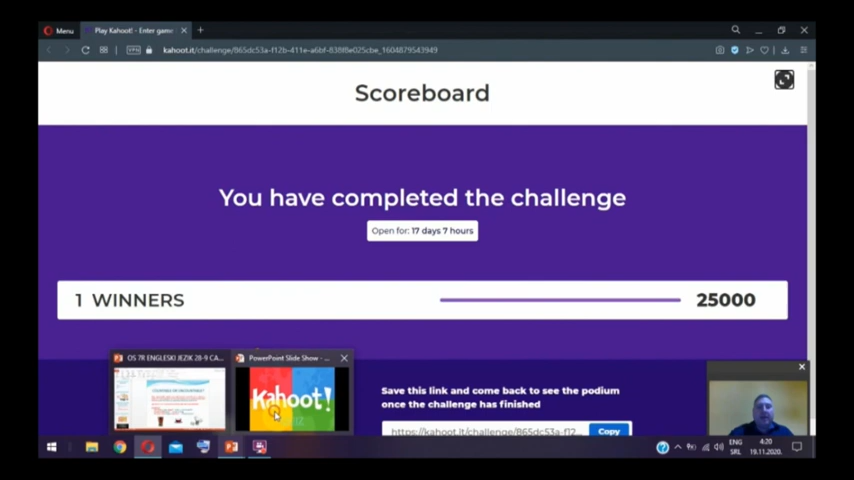 Menu
Play Kahoot! - Enter game
VPN
kahoot.it/challenge/865dc53a-f12b-411e-a6bf-838f8e025cbe_1604879543949
Scoreboard
You have completed the challenge
Open for: 17 days 7 hours
1 WINNERS
25000
OS 7R ENGLESKI JEZIK 28-9 CA...
PowerPoint Slide Show - ...
Kahoot!
Save this link and come back to see the podium
once the challenge has finished
https://kahoot.it/challenge/865dc53a-f12...
Copy
ENG
SRL
4:20
19.11.2020.